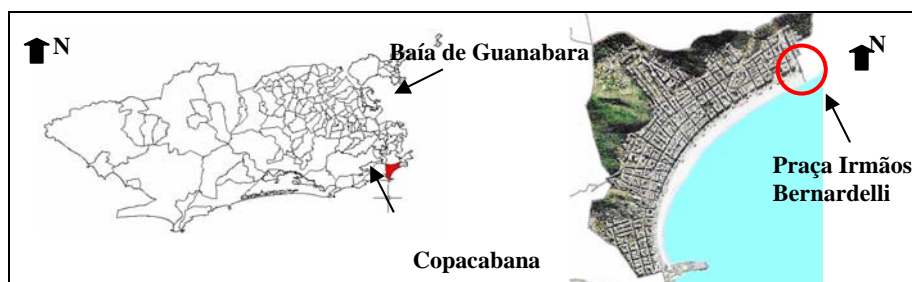 N
Baía de Guanabara
Copacabana
N
Praça Irmãos
Bernardelli